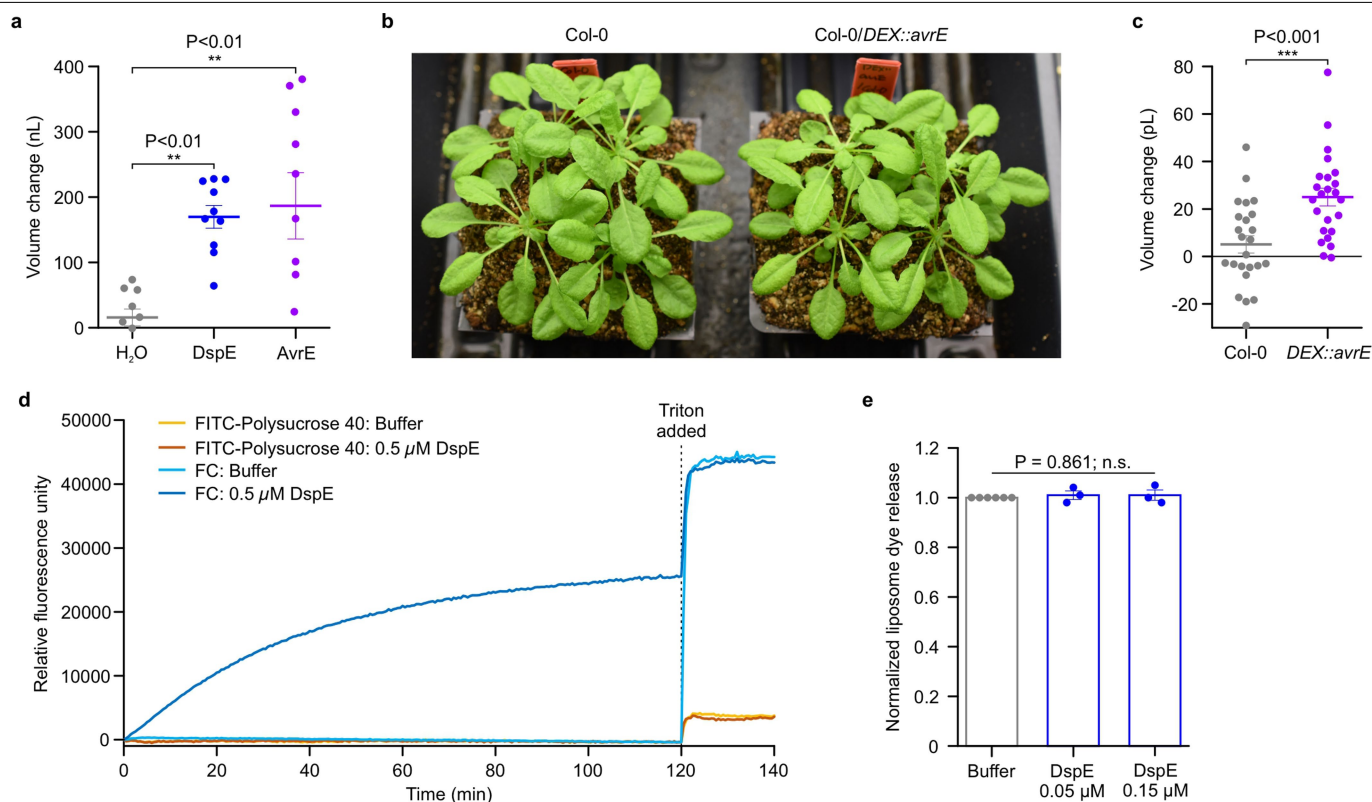 a
P<0.01
**
P<0.01
**
Volume change (nL)
400
300
200
100
0
H2O DspE AvrE
b
Col-0 Col-0/DEX::avrE
c
P<0.001
***
Volume change (pL)
80
60
40
20
0
-20
Col-0 DEX::avrE
d
FITC-Polysucrose 40: Buffer
FITC-Polysucrose 40: 0.5 µM DspE
FC: Buffer
FC: 0.5 µM DspE
Triton
added
Relative fluorescence unity
50000
40000
30000
20000
10000
0
0 20 40 60 80 100 120 140
Time (min)
e
P = 0.861; n.s.
Normalized liposome dye release
1.2
1.0
0.8
0.6
0.4
0.2
0
Buffer DspE DspE
0.05 µM 0.15 µM